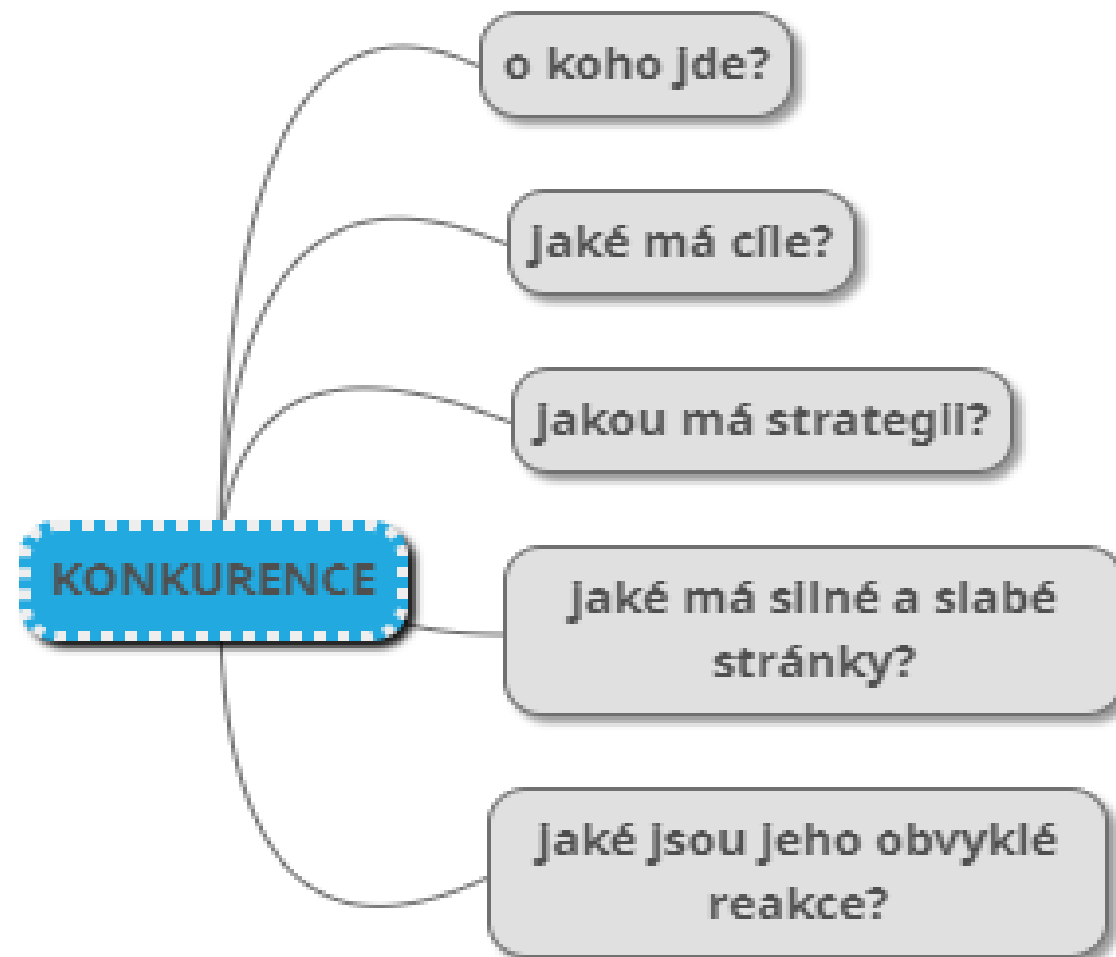 o koho jde?
jaké má cíle?
jakou má strategii?
KONKURENCE
jaké má silné a slabé
stránky?
jaké jsou jeho obvyklé
reakce?